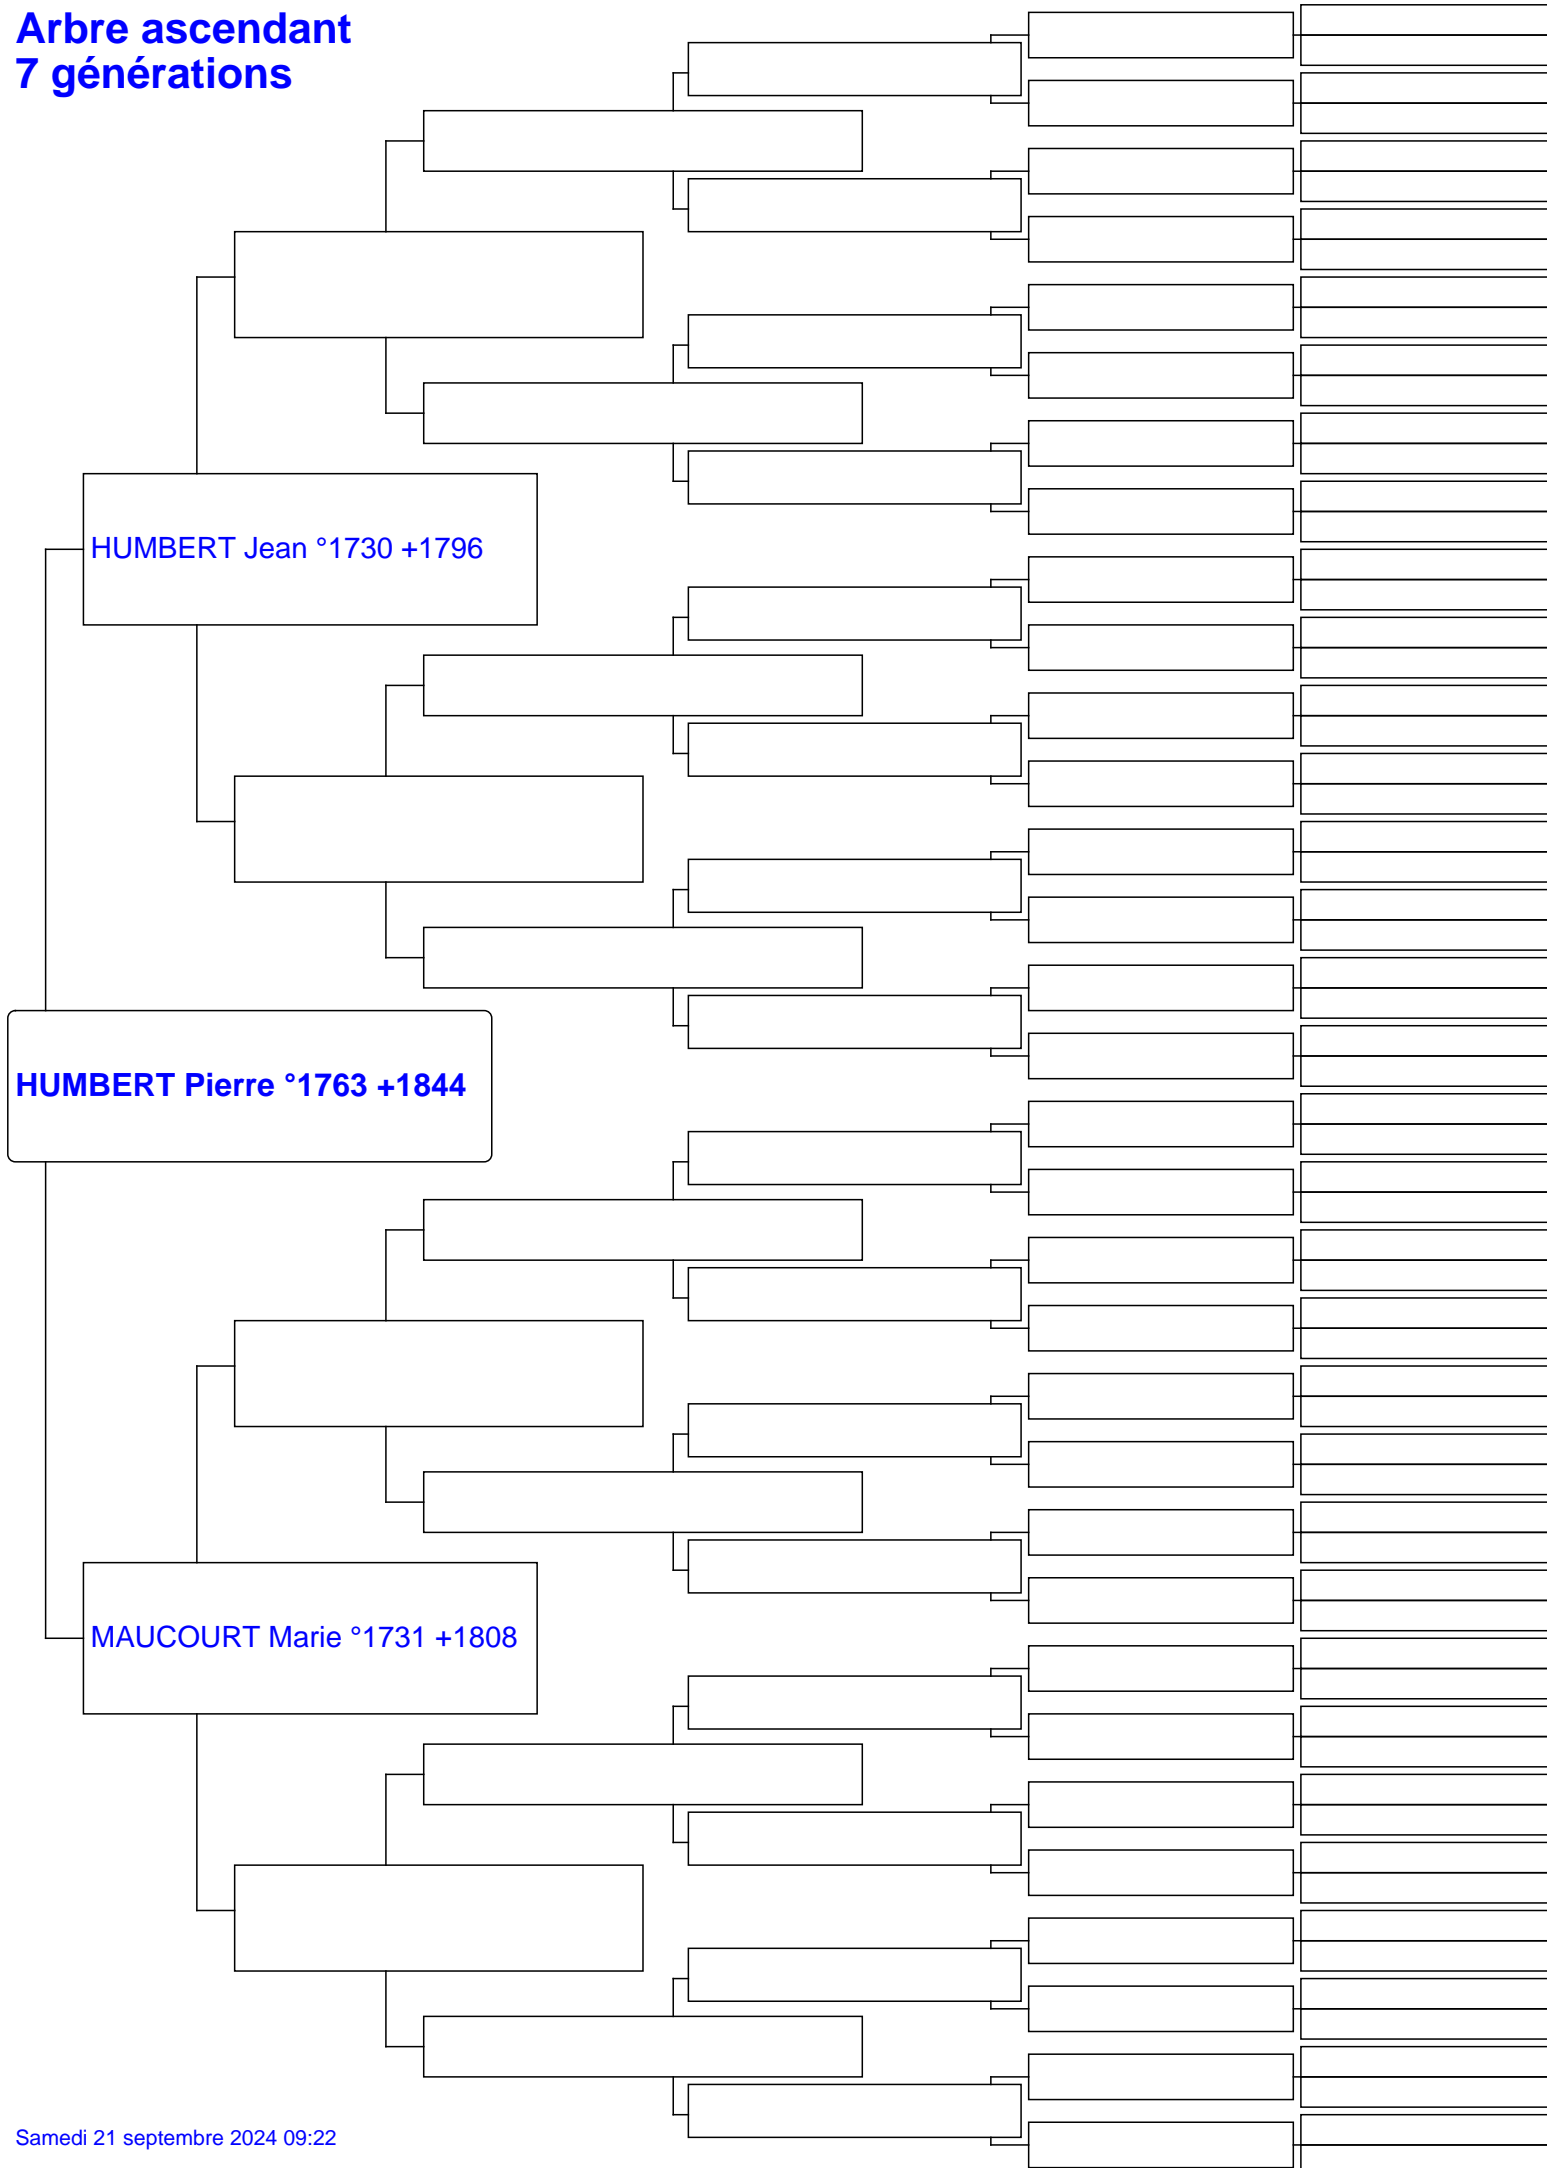 Arbre ascendant
7 générations
HUMBERT Jean °1730 +1796
HUMBERT Pierre °1763 +1844
MAUCOURT Marie °1731 +1808
Samedi 21 septembre 2024 09:22